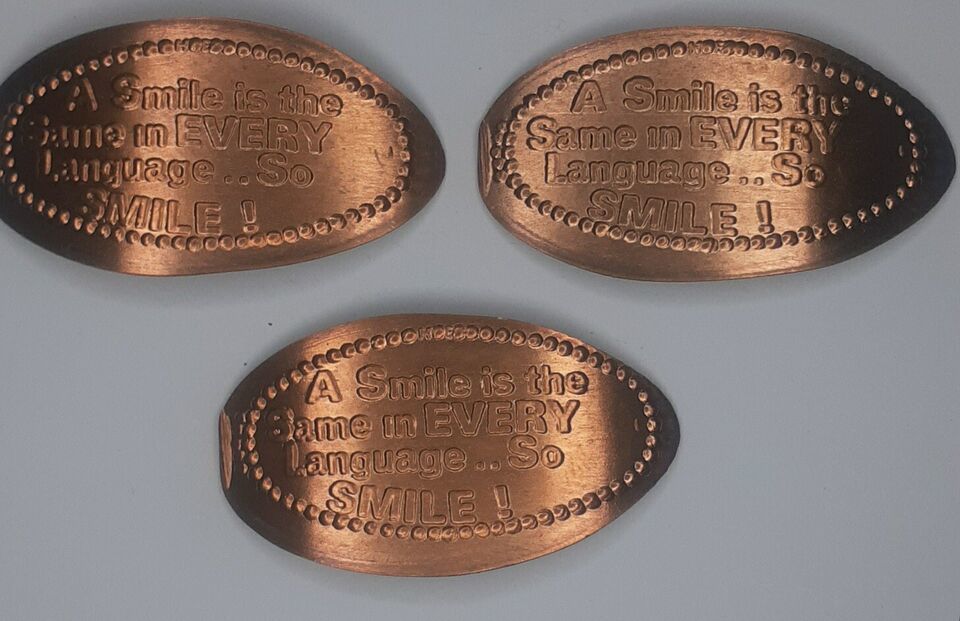 A Smile is the
Same in EVERY
Language .. So
SMILE !
A Smile is the
Same in EVERY
Language .. So
SMILE !
A Smile is the
Same in EVERY
Language .. So
SMILE !